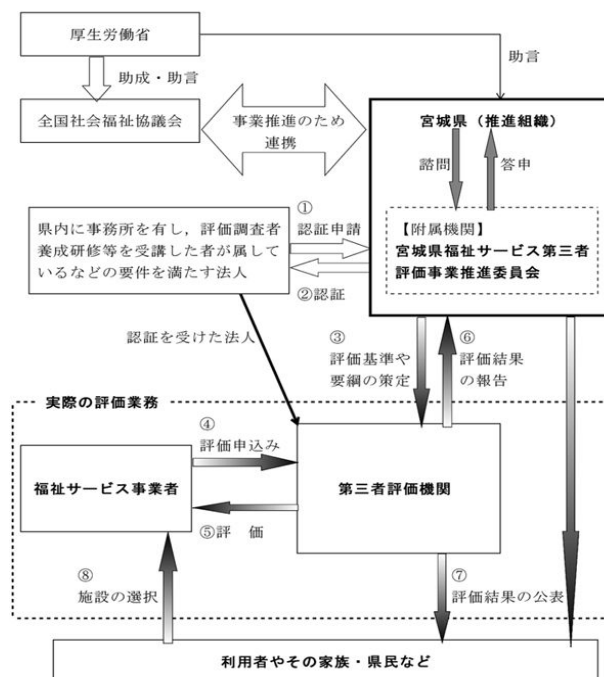 厚生労働省
助言
助成・助言
全国社会福祉協議会
事業推進のため
連携
宮城県（推進組織）
諮問
答申
【附属機関】
宮城県福祉サービス第三者
評価事業推進委員会
県内に事務所を有し，評価調査者
養成研修等を受講した者が属して
いるなどの要件を満たす法人
①
認証申請
②認証
認証を受けた法人
③
評価基準や
要綱の策定
⑥
評価結果
の報告
実際の評価業務
福祉サービス事業者
④
評価申込み
⑤評　価
第三者評価機関
⑧
施設の選択
⑦
評価結果の公表
利用者やその家族・県民など